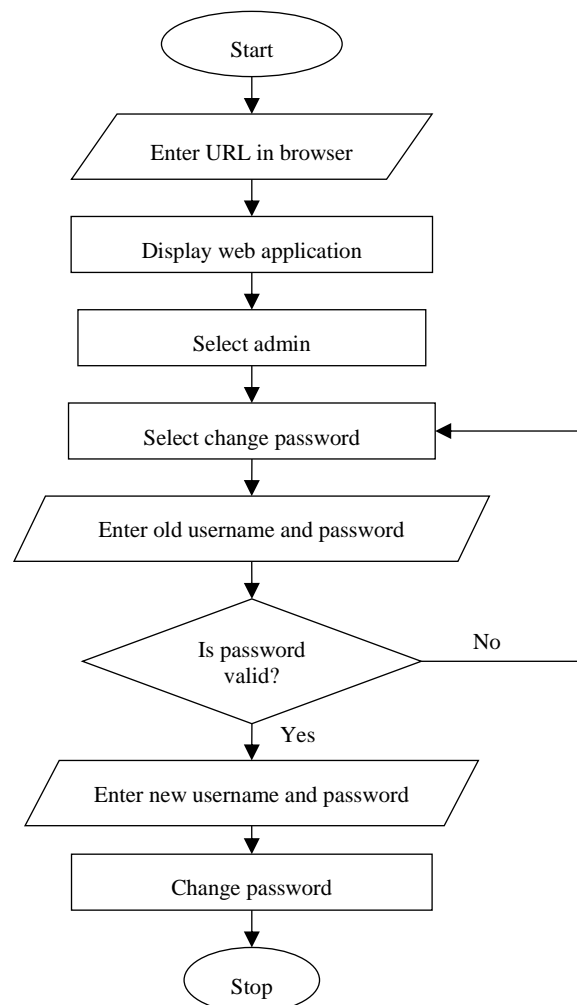 Start
Enter URL in browser
Display web application
Select admin
Select change password
Enter old username and password
Is password
valid?
No
Yes
Enter new username and password
Change password
Stop